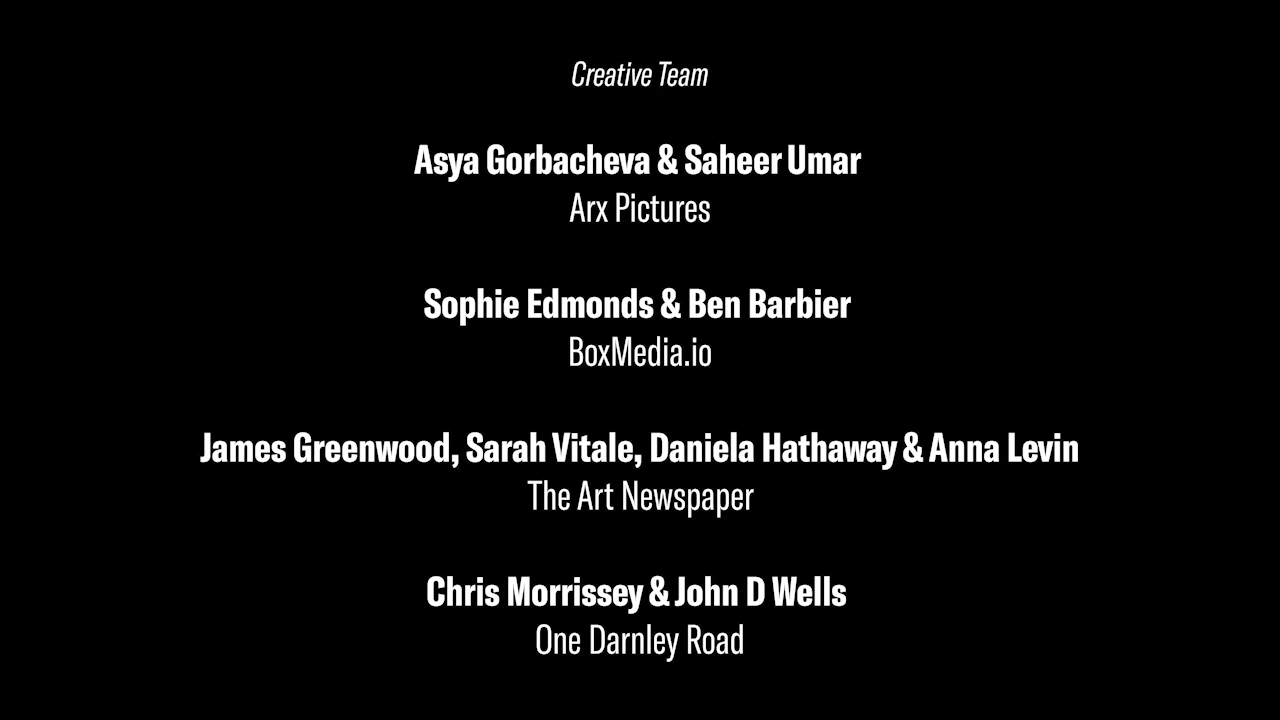 Creative Team
Asya Gorbacheva & Saheer Umar
Arx Pictures
Sophie Edmonds & Ben Barbier
BoxMedia.io
James Greenwood, Sarah Vitale, Daniela Hathaway & Anna Levin
The Art Newspaper
Chris Morrissey & John D Wells
One Darnley Road